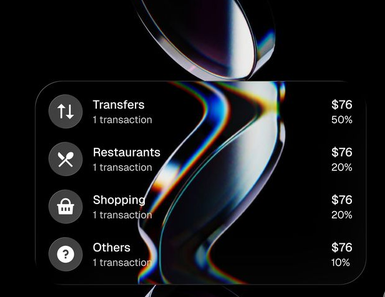 Transfers $76
1 transaction 50%
Restaurants $76
1 transaction 20%
Shopping $76
1 transaction 20%
? Others $76
1 transaction 10%